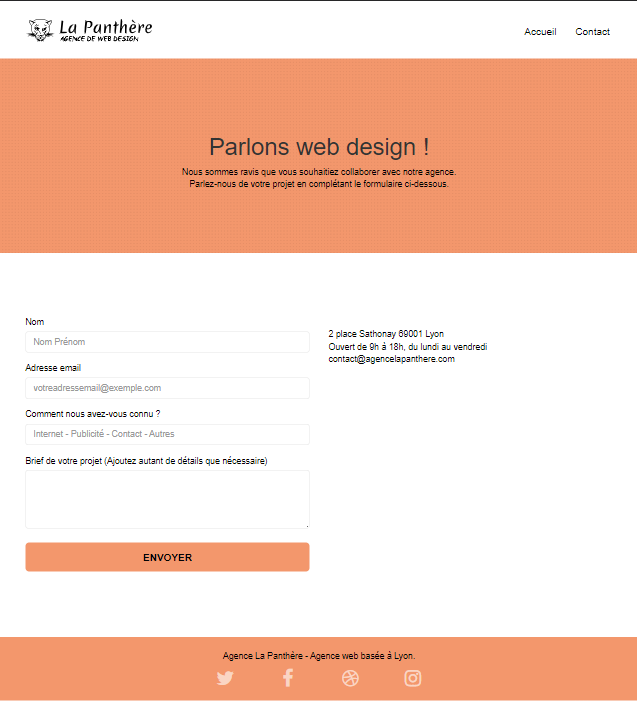 La Panthère
AGENCE DE WEB DESIGN
Accueil
Contact
Parlons web design !
Nous sommes ravis que vous souhaitiez collaborer avec notre agence.
Parlez-nous de votre projet en complétant le formulaire ci-dessous.
Nom
Nom Prénom
Adresse email
votreadressemail@exemple.com
Comment nous avez-vous connu ?
Internet - Publicité - Contact - Autres
Brief de votre projet (Ajoutez autant de détails que nécessaire)
ENVOYER
2 place Sathonay 69001 Lyon
Ouvert de 9h à 18h, du lundi au vendredi
contact@agencelapanthere.com
Agence La Panthère - Agence web basée à Lyon.